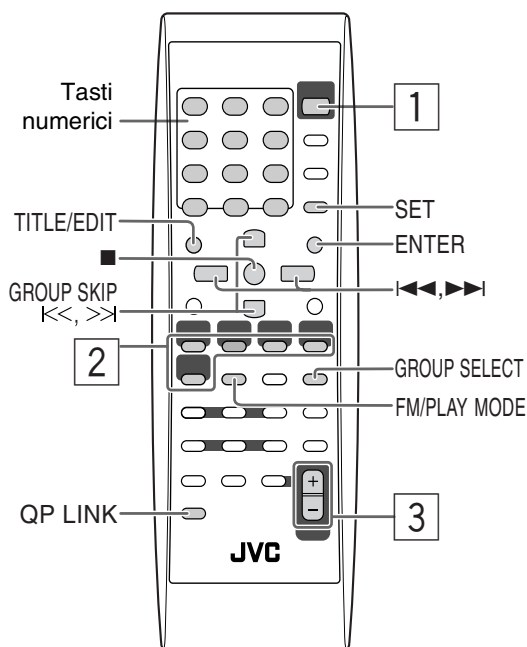 Tasti
numerici
1
SET
TITLE/EDIT
ENTER
■
GROUP SKIP
|<<, >>|
|◀◀,▶▶|
2
GROUP SELECT
FM/PLAY MODE
+
−
3
QP LINK
JVC